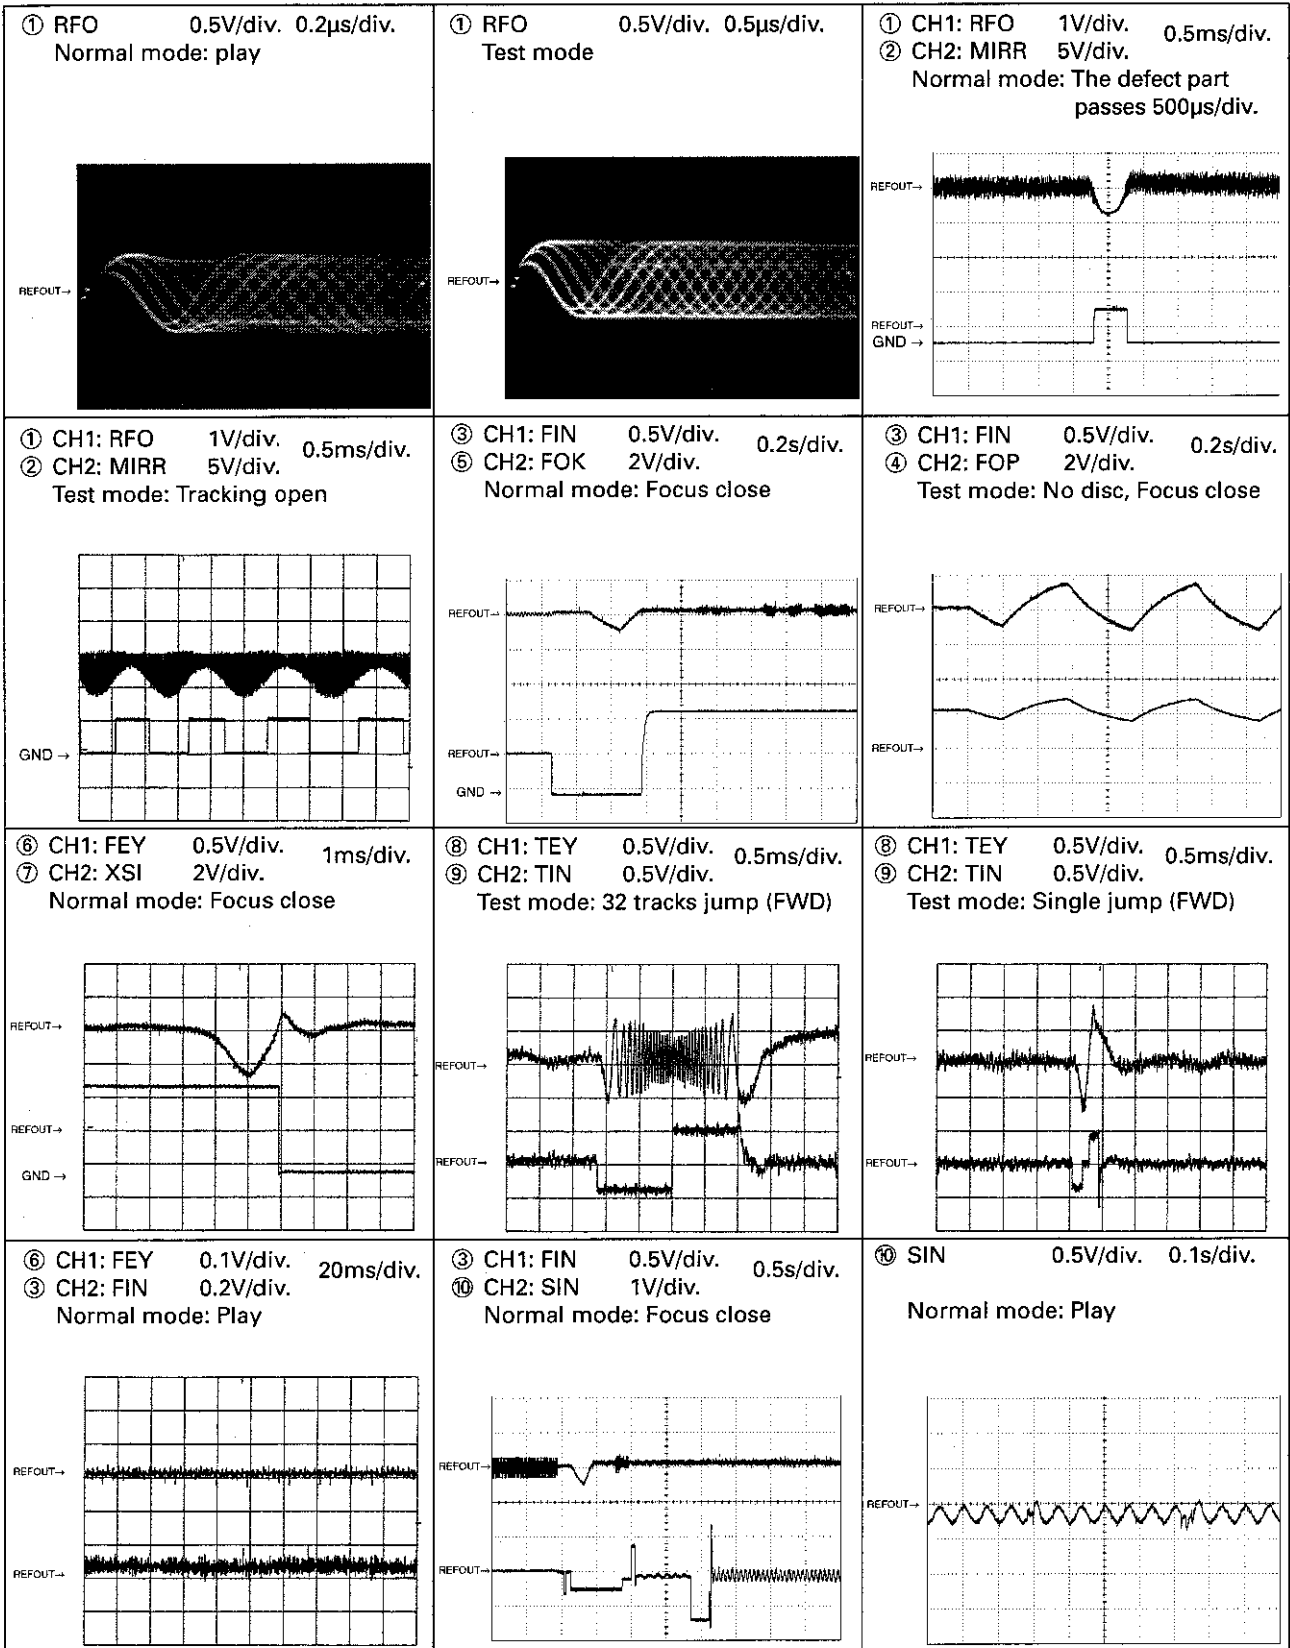 ① RFO 0.5V/div. 0.2µs/div.
Normal mode: play
REFOUT→
① RFO 0.5V/div. 0.5µs/div.
Test mode
REFOUT→
① CH1: RFO 1V/div. 0.5ms/div.
② CH2: MIRR 5V/div.
Normal mode: The defect part
passes 500µs/div.
REFOUT→
REFOUT→
GND →
① CH1: RFO 1V/div. 0.5ms/div.
② CH2: MIRR 5V/div.
Test mode: Tracking open
GND →
③ CH1: FIN 0.5V/div. 0.2s/div.
⑤ CH2: FOK 2V/div.
Normal mode: Focus close
REFOUT→
REFOUT→
GND →
③ CH1: FIN 0.5V/div. 0.2s/div.
④ CH2: FOP 2V/div.
Test mode: No disc, Focus close
REFOUT→
REFOUT→
⑥ CH1: FEY 0.5V/div. 1ms/div.
⑦ CH2: XSI 2V/div.
Normal mode: Focus close
REFOUT→
REFOUT→
GND →
⑧ CH1: TEY 0.5V/div. 0.5ms/div.
⑨ CH2: TIN 0.5V/div.
Test mode: 32 tracks jump (FWD)
REFOUT→
REFOUT→
⑧ CH1: TEY 0.5V/div. 0.5ms/div.
⑨ CH2: TIN 0.5V/div.
Test mode: Single jump (FWD)
REFOUT→
REFOUT→
⑥ CH1: FEY 0.1V/div. 20ms/div.
③ CH2: FIN 0.2V/div.
Normal mode: Play
REFOUT→
REFOUT→
③ CH1: FIN 0.5V/div. 0.5s/div.
⑩ CH2: SIN 1V/div.
Normal mode: Focus close
REFOUT→
REFOUT→
⑩ SIN 0.5V/div. 0.1s/div.
Normal mode: Play
REFOUT→